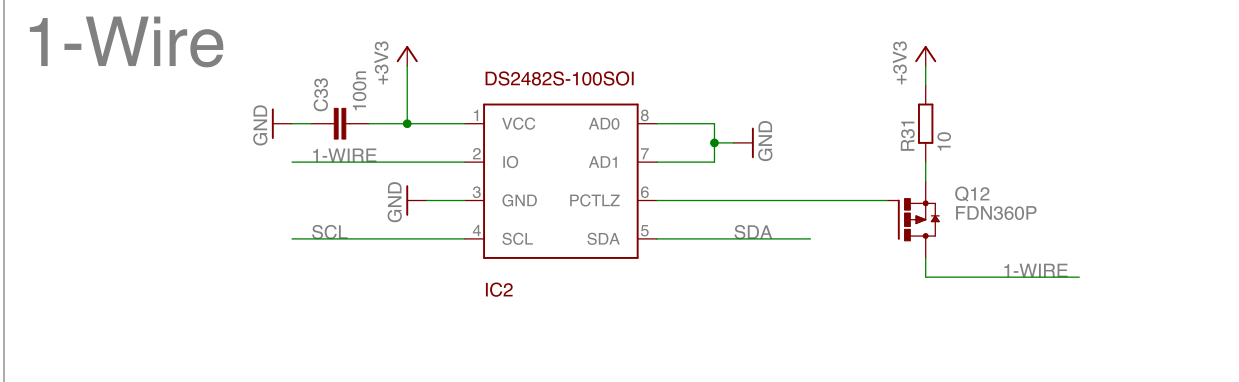 1-Wire
+3V3
+3V3
C33
100n
DS2482S-100SOI
GND
1
VCC
AD0
8
R31
10
GND
1-WIRE
2
IO
AD1
7
GND
3
GND
PCTLZ
6
Q12
FDN360P
SCL
4
SCL
SDA
5
SDA
1-WIRE
IC2